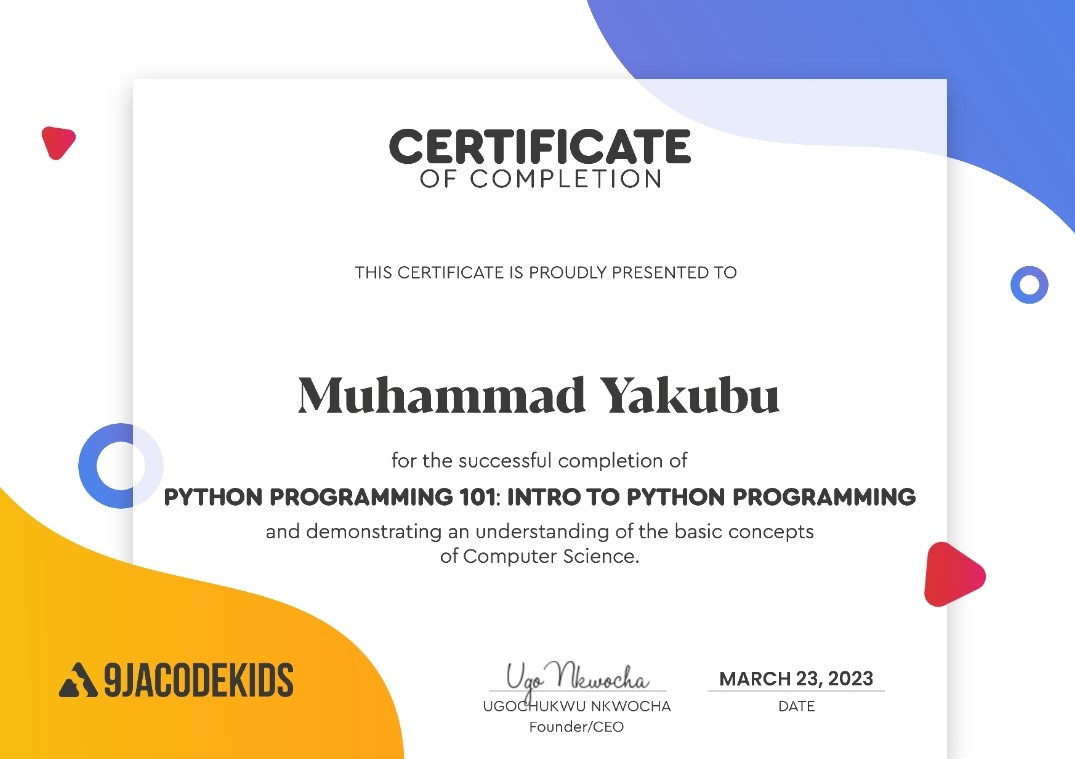 CERTIFICATE
OF COMPLETION
THIS CERTIFICATE IS PROUDLY PRESENTED TO
Muhammad Yakubu
for the successful completion of
PYTHON PROGRAMMING 101: INTRO TO PYTHON PROGRAMMING
and demonstrating an understanding of the basic concepts
of Computer Science.
9JACODEKIDS
Ugo Nkwocha
UGOCHUKWU NKWOCHA
Founder/CEO
MARCH 23, 2023
DATE